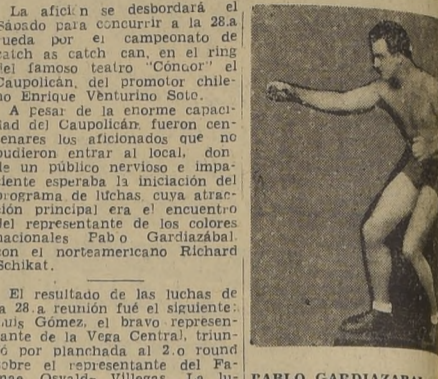 La afición se desbordará el
Sábado para concurrir a la 28.a
rueda por el campeonato de
catch as catch can, en el ring
del famoso teatro "Cóndor" el
Caupolicán, del promotor chile-
no Enrique Venturino Soto.
A pesar de la enorme capaci-
dad del Caupolicán, fueron cen-
tenares los aficionados que no
pudieron entrar al local, don
de un público nervioso e impa-
ciente esperaba la iniciación del
programa de luchas, cuya atrac-
ción principal era el encuentro
del representante de los colores
nacionales Pablo Gardiazábal
con el norteamericano Richard
Schikat.
El resultado de las luchas de
la 28.a reunión fué el siguiente:
Luis Gómez, el bravo represen-
tante de la Vega Central, triun-
fó por planchada al 2.o round
sobre el representante del Fa-
Osvaldo Villegas. La lu-
PABLO GARDIAZABAL